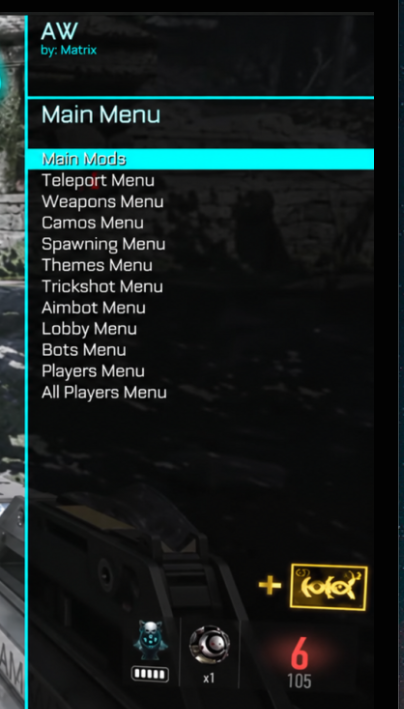 AW
by: Matrix
Main Menu
Main Mods
Teleport Menu
Weapons Menu
Camos Menu
Spawning Menu
Themes Menu
Trickshot Menu
Aimbot Menu
Lobby Menu
Bots Menu
Players Menu
All Players Menu
x1
6
105